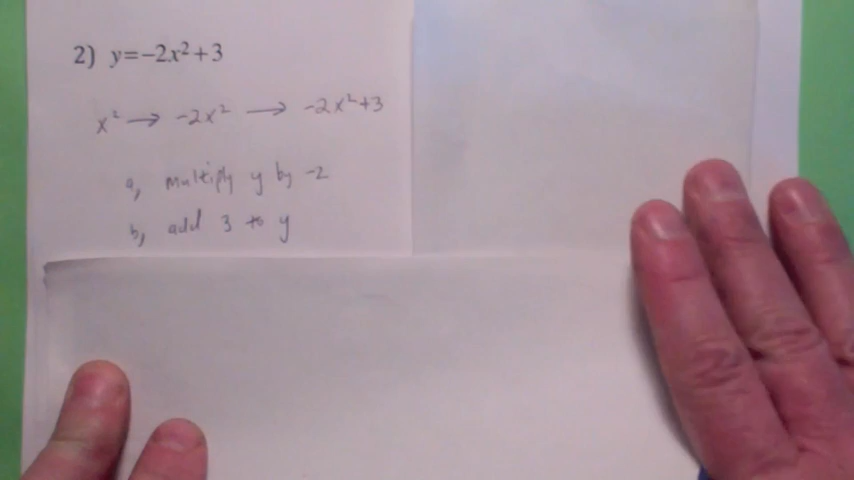 2) y=-2x²+3
x² → -2x² → -2x²+3
a, multiply y by -2
b, add 3 to y